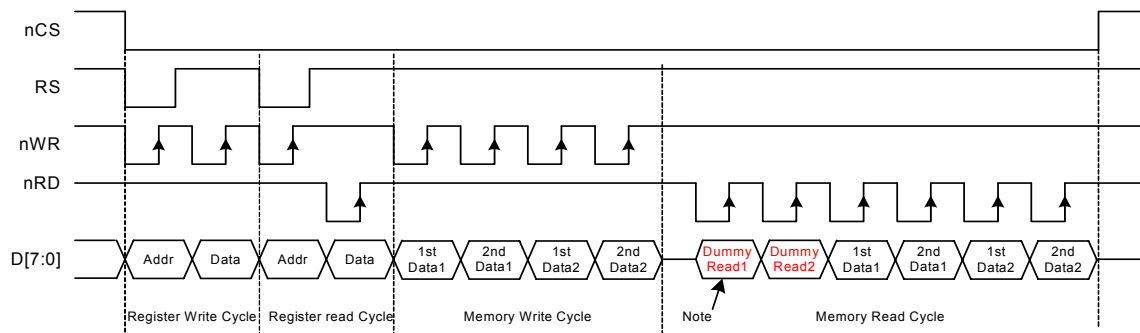 nCS
RS
nWR
nRD
D[7:0]
Addr
Data
Addr
Data
1st
Data1
2nd
Data1
1st
Data2
2nd
Data2
Dummy
Read1
Dummy
Read2
1st
Data1
2nd
Data1
1st
Data2
2nd
Data2
Register Write Cycle
Register read Cycle
Memory Write Cycle
Note
Memory Read Cycle